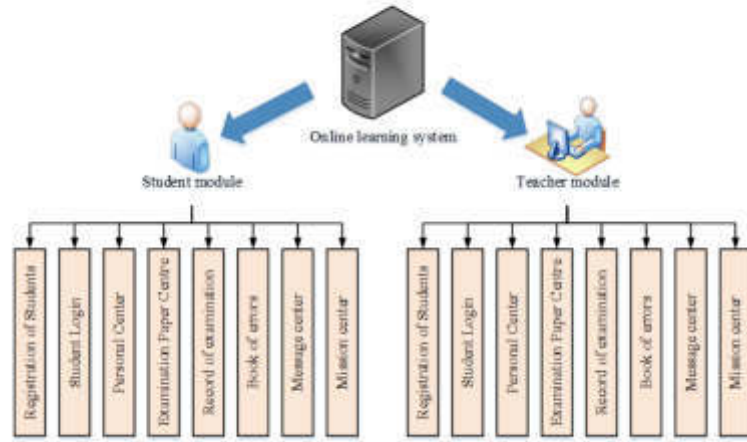 Online learning system
Student module
Teacher module
Registration of Students
Student Login
Personal Center
Examination Paper Centre
Record of examination
Book of errors
Message center
Mission center
Registration of Students
Student Login
Personal Center
Examination Paper Centre
Record of examination
Book of errors
Message center
Mission center